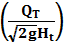 (Q_T / √2gH_t)